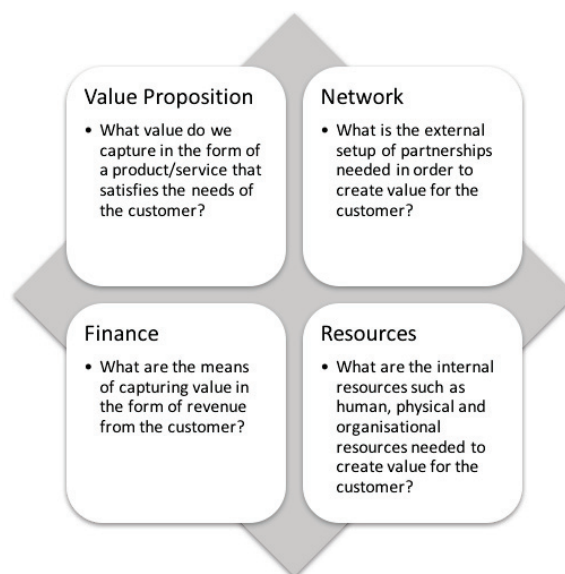 Value Proposition
• What value do we
capture in the form of
a product/service that
satisfies the needs of
the customer?
Network
• What is the external
setup of partnerships
needed in order to
create value for the
customer?
Finance
• What are the means
of capturing value in
the form of revenue
from the customer?
Resources
• What are the internal
resources such as
human, physical and
organisational
resources needed to
create value for the
customer?